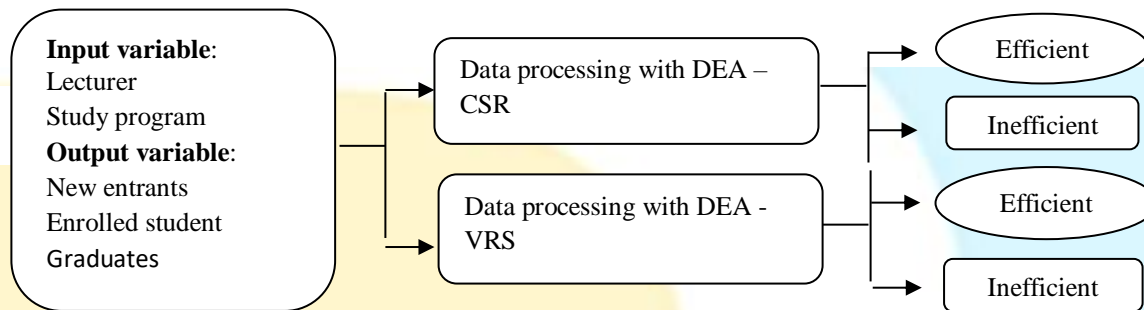 Input variable:
Lecturer
Study program
Output variable:
New entrants
Enrolled student
Graduates
Data processing with DEA –
CSR
Data processing with DEA -
VRS
Efficient
Inefficient
Efficient
Inefficient